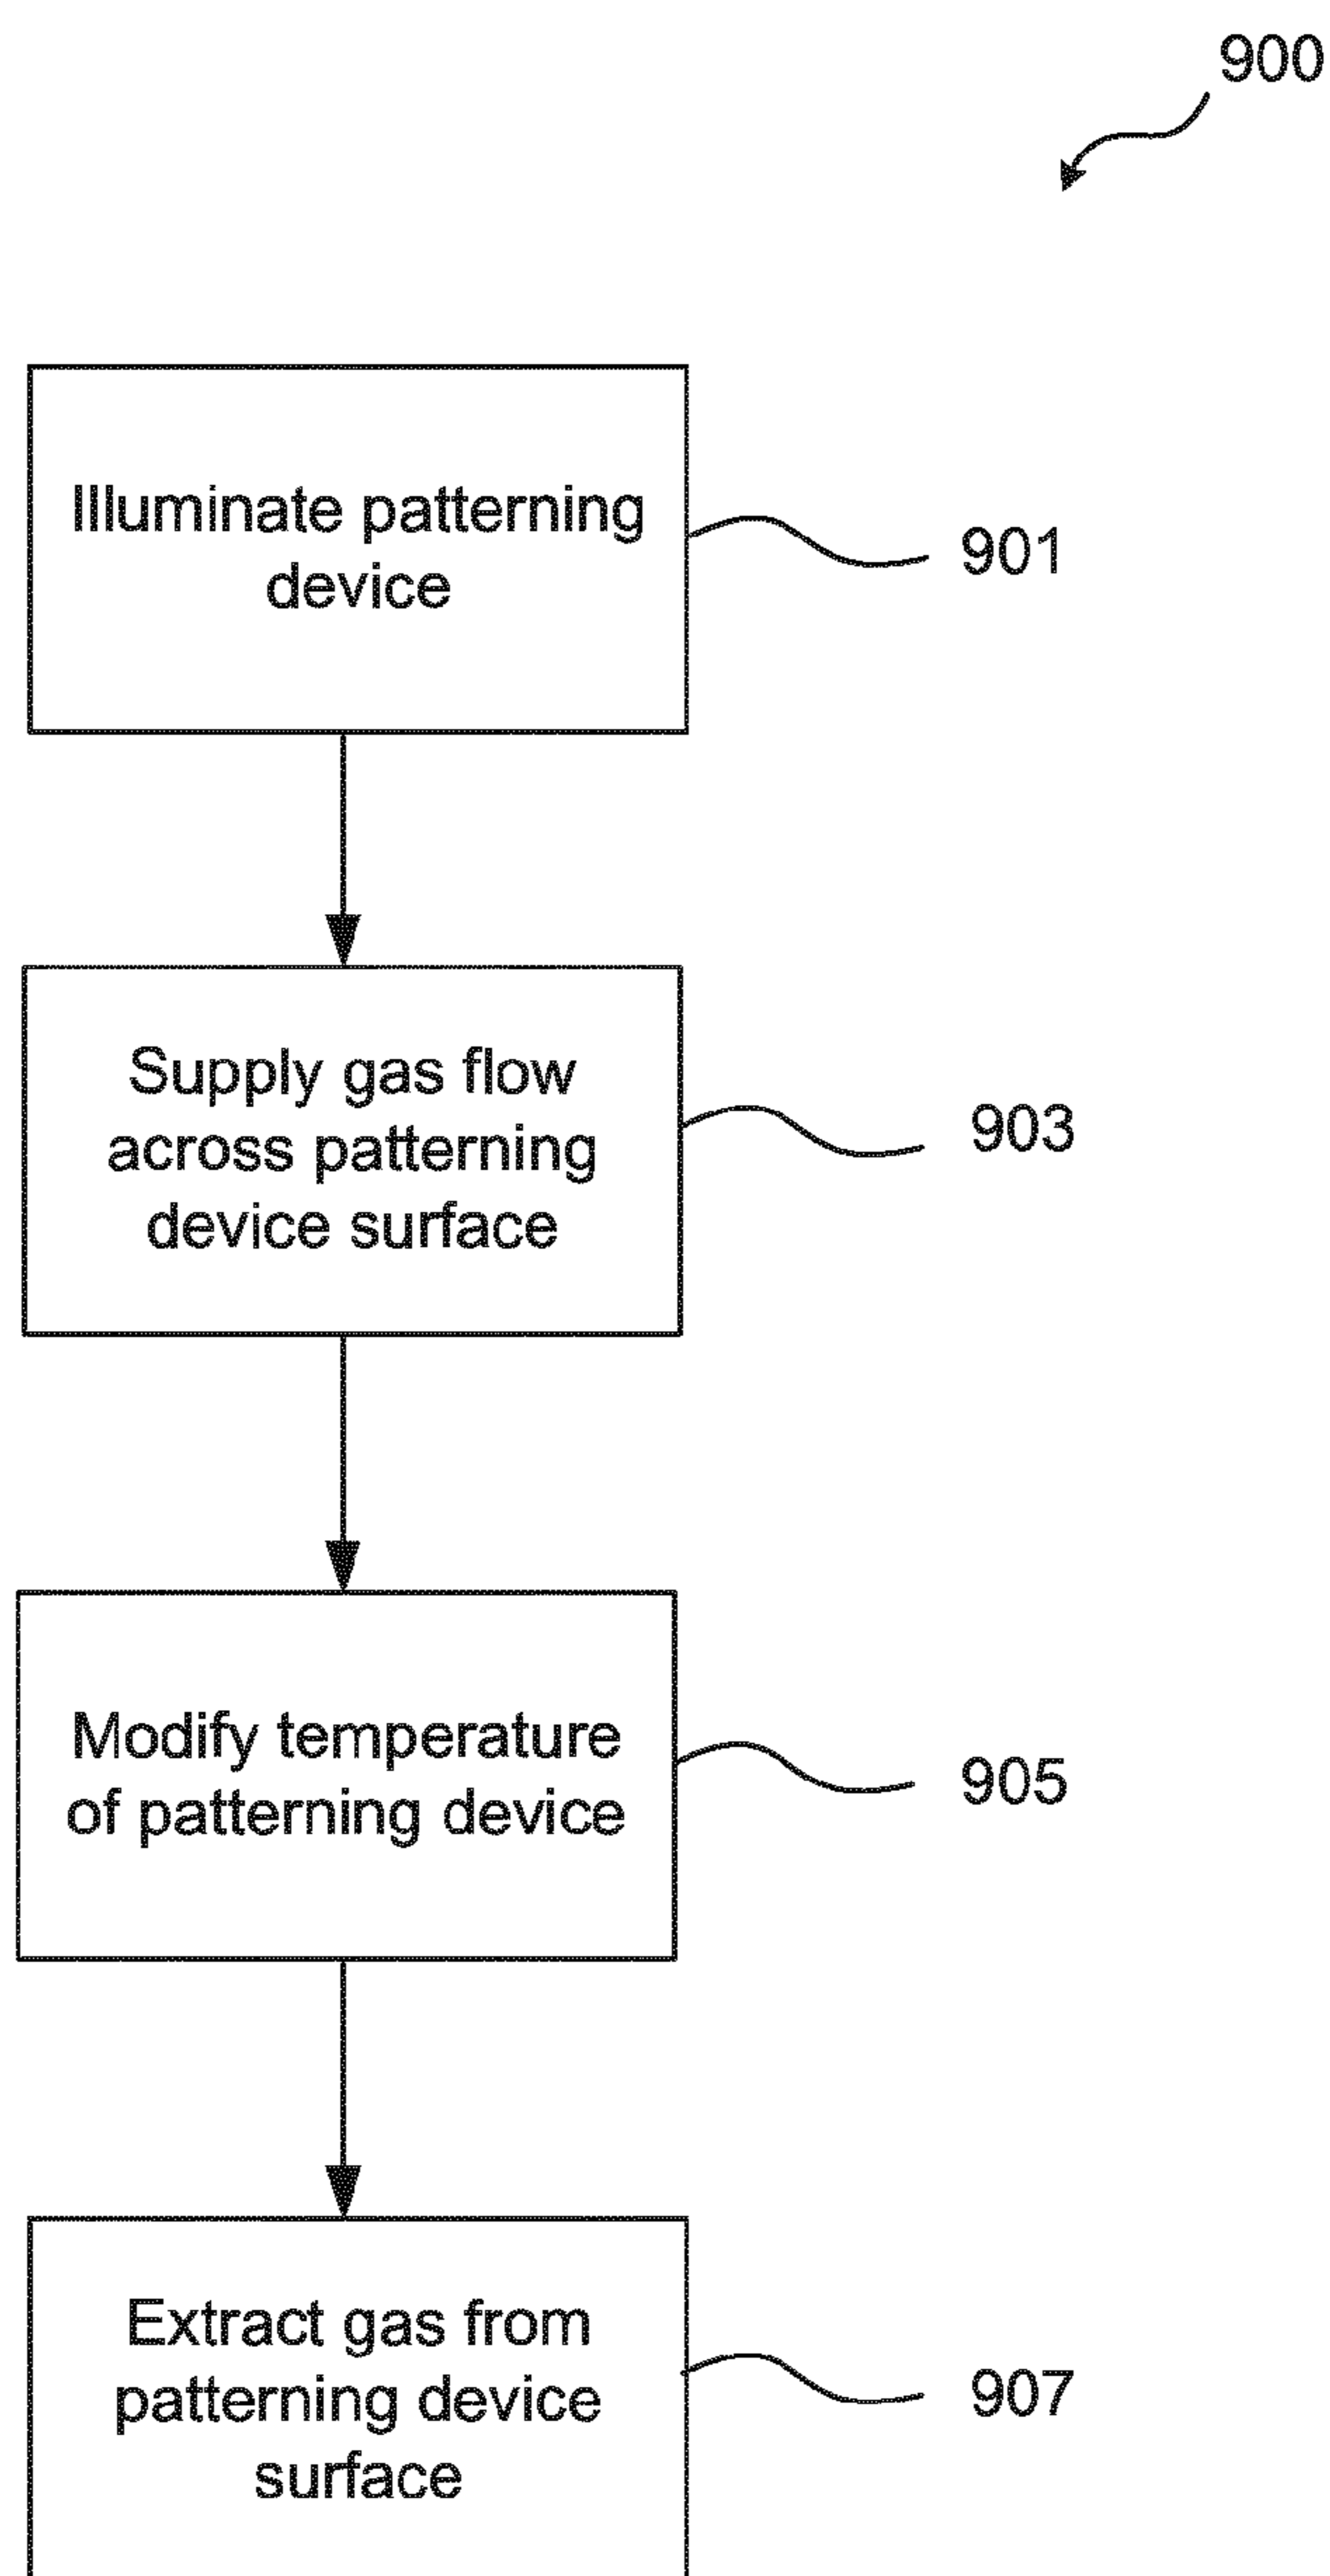 900
Illuminate patterning
device
901
Supply gas flow
across patterning
device surface
903
Modify temperature
of patterning device
905
Extract gas from
patterning device
surface
907